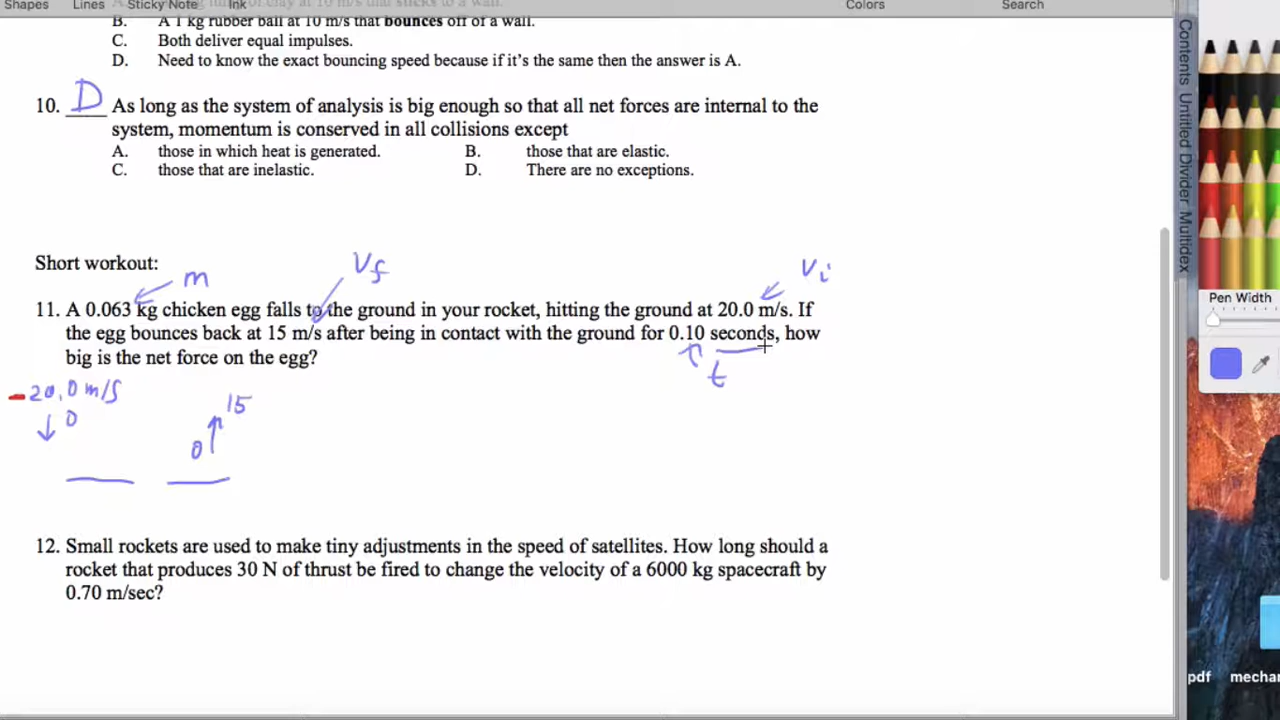 Shapes Lines Sticky Note Ink Colors Search
B. A 1 kg rubber ball at 10 m/s that bounces off of a wall.
C. Both deliver equal impulses.
D. Need to know the exact bouncing speed because if it's the same then the answer is A.
10. D As long as the system of analysis is big enough so that all net forces are internal to the
system, momentum is conserved in all collisions except
A. those in which heat is generated. B. those that are elastic.
C. those that are inelastic. D. There are no exceptions.
Short workout:
m Vf Vi
11. A 0.063 kg chicken egg falls to the ground in your rocket, hitting the ground at 20.0 m/s. If
the egg bounces back at 15 m/s after being in contact with the ground for 0.10 seconds, how
big is the net force on the egg?
t
-20.0 m/s
15
12. Small rockets are used to make tiny adjustments in the speed of satellites. How long should a
rocket that produces 30 N of thrust be fired to change the velocity of a 6000 kg spacecraft by
0.70 m/sec?
Contents Untitled Divider Multidex
Pen Width
pdf mecha